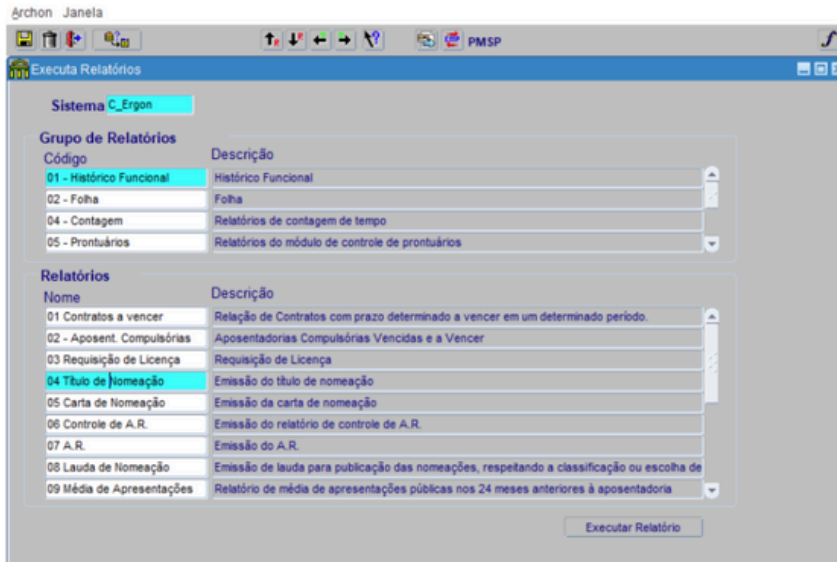 Archon Janela
PMSP
Executa Relatórios
Sistema C_Ergon
Grupo de Relatórios
Código Descrição
01 - Histórico Funcional Histórico Funcional
02 - Folha Folha
04 - Contagem Relatórios de contagem de tempo
05 - Prontuários Relatórios do módulo de controle de prontuários
Relatórios
Nome Descrição
01 Contratos a vencer Relação de Contratos com prazo determinado a vencer em um determinado período.
02 - Aposent. Compulsórias Aposentadorias Compulsórias Vencidas e a Vencer
03 Requisição de Licença Requisição de Licença
04 Título de Nomeação Emissão do título de nomeação
05 Carta de Nomeação Emissão da carta de nomeação
06 Controle de A.R. Emissão do relatório de controle de A.R.
07 A.R. Emissão do A.R.
08 Lauda de Nomeação Emissão de lauda para publicação das nomeações, respeitando a classificação ou escolha de
09 Média de Apresentações Relatório de média de apresentações públicas nos 24 meses anteriores à aposentadoria
Executar Relatório